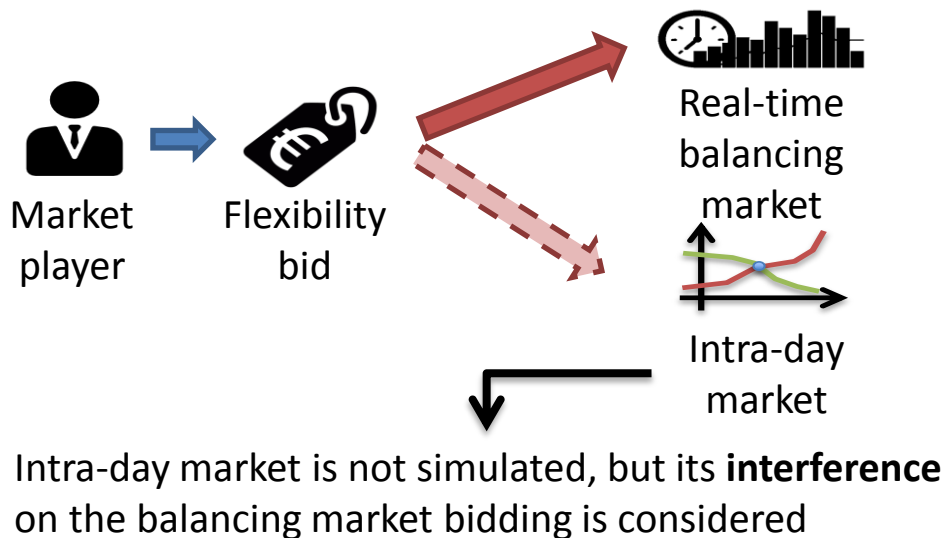 Market
player
Flexibility
bid
Real-time
balancing
market
Intra-day
market
Intra-day market is not simulated, but its interference
on the balancing market bidding is considered